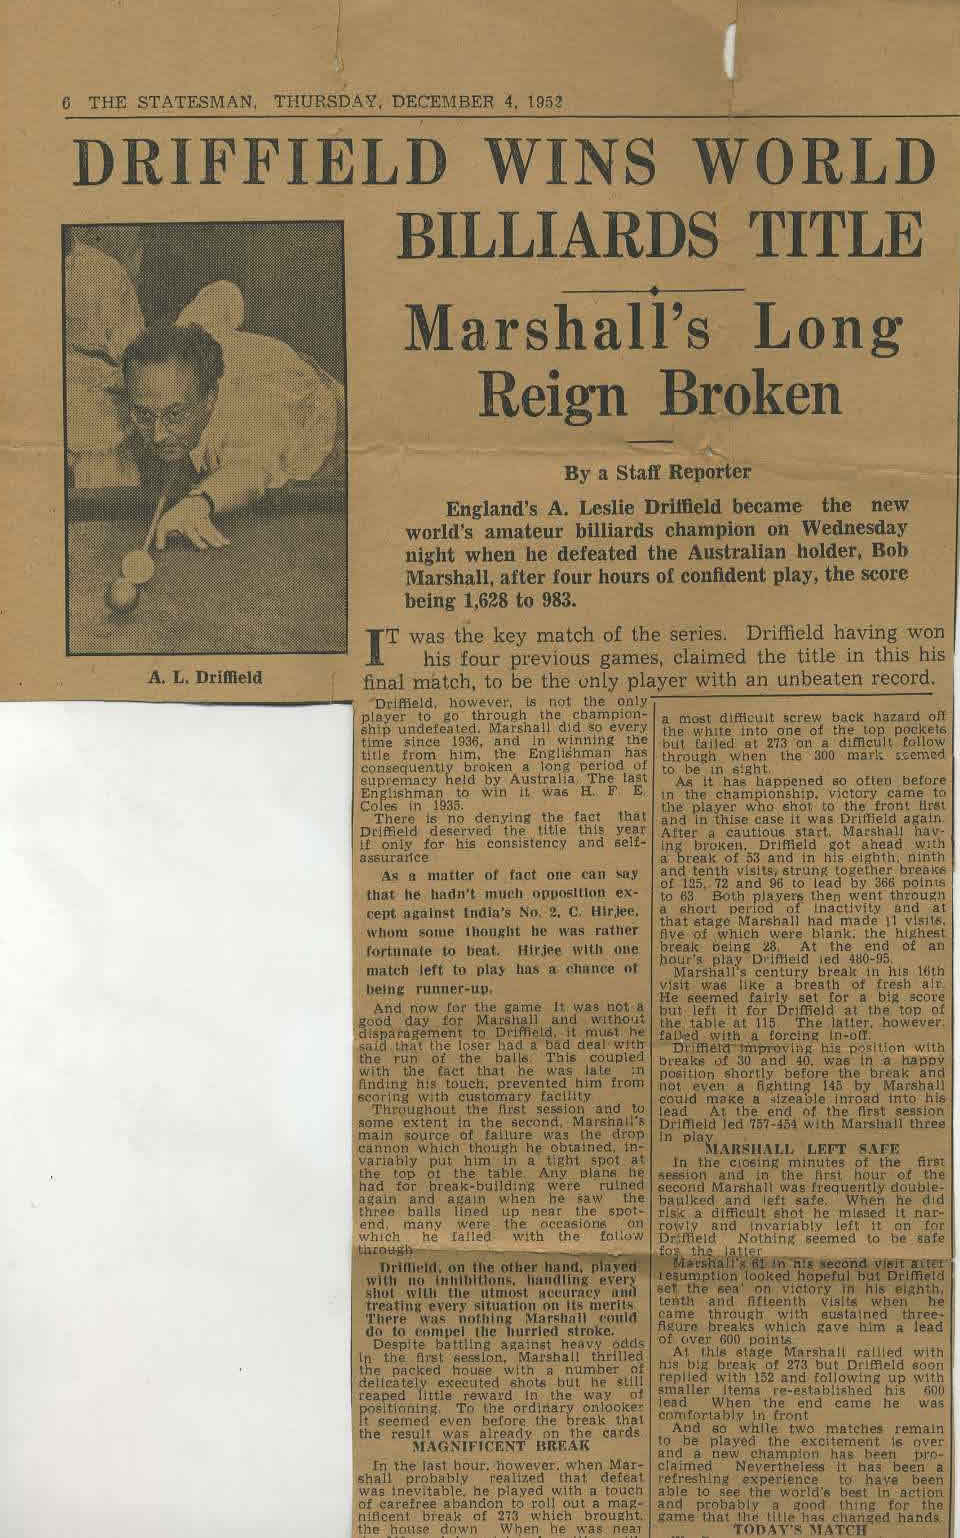 6 THE STATESMAN, THURSDAY, DECEMBER 4, 1952
DRIFFIELD WINS WORLD
BILLIARDS TITLE
Marshall's Long
Reign Broken
By a Staff Reporter
England's A. Leslie Driffield became the new
world's amateur billiards champion on Wednesday
night when he defeated the Australian holder, Bob
Marshall, after four hours of confident play, the score
being 1,628 to 983.
A. L. Driffield
IT was the key match of the series. Driffield having won
his four previous games, claimed the title in this his
final match, to be the only player with an unbeaten record.
Driffield, however, is not the only
player to go through the champion-
ship undefeated. Marshall did so every
time since 1936, and in winning the
title from him, the Englishman has
consequently broken a long period of
supremacy held by Australia. The last
Englishman to win it was H. F. E.
Coles in 1935.
There is no denying the fact that
Driffield deserved the title this year
if only for his consistency and self-
assurance
As a matter of fact one can say
that he hadn't much opposition ex-
cept against India's No. 2, C. Hirjee,
whom some thought he was rather
fortunate to beat. Hirjee with one
match left to play has a chance of
being runner-up.
And now for the game It was not a
good day for Marshall and without
disparagement to Driffield, it must be
said that the loser had a bad deal with
the run of the balls. This coupled
with the fact that he was late in
finding his touch, prevented him from
scoring with customary facility
Throughout the first session and to
some extent in the second, Marshall's
main source of failure was the drop
cannon which though he obtained, in-
variably put him in a tight spot at
the top of the table. Any plans he
had for break-building were ruined
again and again when he saw the
three balls lined up near the spot-
end, many were the occasions on
which he failed with the follow
through
Driffield, on the other hand, played
with no inhibitions, handling every
shot with the utmost accuracy and
treating every situation on its merits
There was nothing Marshall could
do to compel the hurried stroke.
Despite battling against heavy odds
in the first session, Marshall thrilled
the packed house with a number of
delicately executed shots but he still
reaped little reward in the way of
positioning. To the ordinary onlooker
it seemed even before the break that
the result was already on the cards
MAGNIFICENT BREAK
In the last hour, however, when Mar-
shall probably realized that defeat
was inevitable, he played with a touch
of carefree abandon to roll out a mag-
nificent break of 273 which brought
the house down When he was near
a most difficult screw back hazard off
the white into one of the top pockets
but failed at 273 on a difficult follow
through when the 300 mark seemed
to be in sight.
As it has happened so often before
in the championship, victory came to
the player who shot to the front first
and in thise case it was Driffield again.
After a cautious start, Marshall hav-
ing broken, Driffield got ahead with
a break of 53 and in his eighth, ninth
and tenth visits, strung together breaks
of 125, 72 and 96 to lead by 366 points
to 63 Both players then went through
a short period of inactivity and at
that stage Marshall had made 11 visits,
five of which were blank, the highest
break being 28. At the end of an
hour's play Driffield led 480-95.
Marshall's century break in his 16th
visit was like a breath of fresh air.
He seemed fairly set for a big score
but left it for Driffield at the top of
the table at 115 The latter, however,
failed with a forcing in-off.
Driffield improving his position with
breaks of 30 and 40, was in a happy
position shortly before the break and
not even a fighting 145 by Marshall
could make a sizeable inroad into his
lead At the end of the first session
Driffield led 757-454 with Marshall three
in play
MARSHALL LEFT SAFE
In the closing minutes of the first
session and in the first hour of the
second Marshall was frequently double-
baulked and left safe. When he did
risk a difficult shot he missed it nar-
rowly and invariably left it on for
Driffield Nothing seemed to be safe
for the latter
Marshall's 61 in his second visit after
resumption looked hopeful but Driffield
set the sea' on victory in his eighth,
tenth and fifteenth visits when he
came through with sustained three-
figure breaks which gave him a lead
of over 600 points
At this stage Marshall rallied with
his big break of 273 but Driffield soon
replied with 152 and following up with
smaller items re-established his 600
lead When the end came he was
comfortably in front
And so while two matches remain
to be played the excitement is over
and a new champion has been pro-
claimed Nevertheless it has been a
refreshing experience to have been
able to see the world's best in action
and probably a good thing for the
game that the title has changed hands.
TODAY'S MATCH